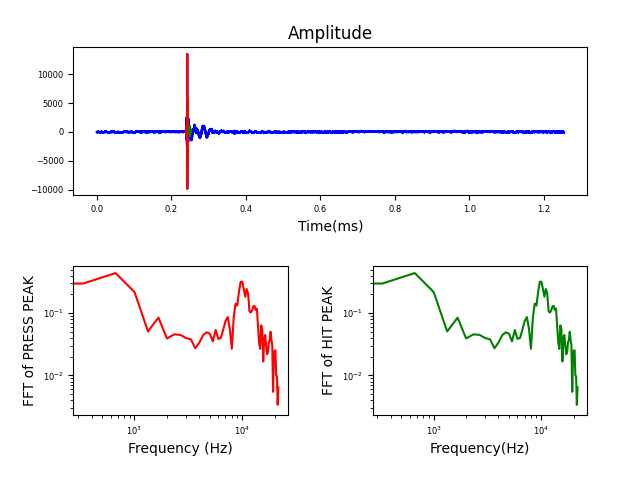 Amplitude
10000
5000
0
−5000
−10000
0.0 0.2 0.4 0.6 0.8 1.0 1.2
Time(ms)
FFT of PRESS PEAK
10⁻¹
10⁻²
10³ 10⁴
Frequency (Hz)
FFT of HIT PEAK
10⁻¹
10⁻²
10³ 10⁴
Frequency(Hz)